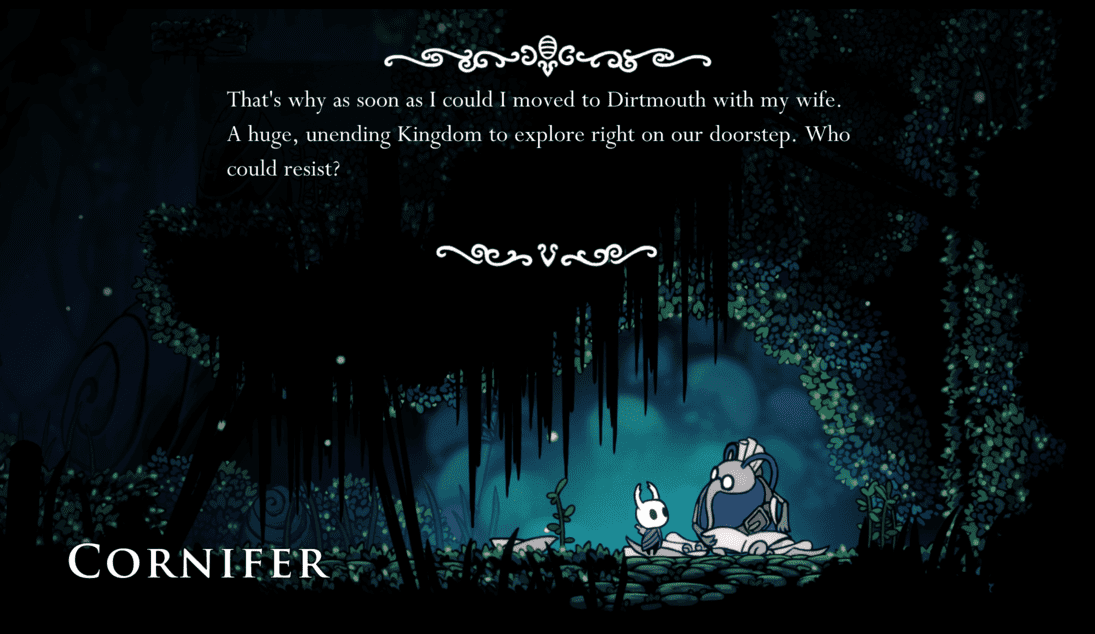 That's why as soon as I could I moved to Dirtmouth with my wife.
A huge, unending Kingdom to explore right on our doorstep. Who
could resist?
CORNIFER